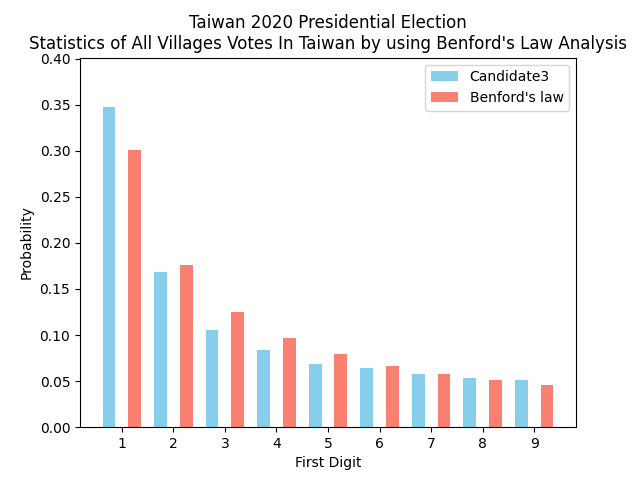 Taiwan 2020 Presidential Election
Statistics of All Villages Votes In Taiwan by using Benford's Law Analysis
Candidate3
Benford's law
Probability
0.40
0.35
0.30
0.25
0.20
0.15
0.10
0.05
0.00
1 2 3 4 5 6 7 8 9
First Digit